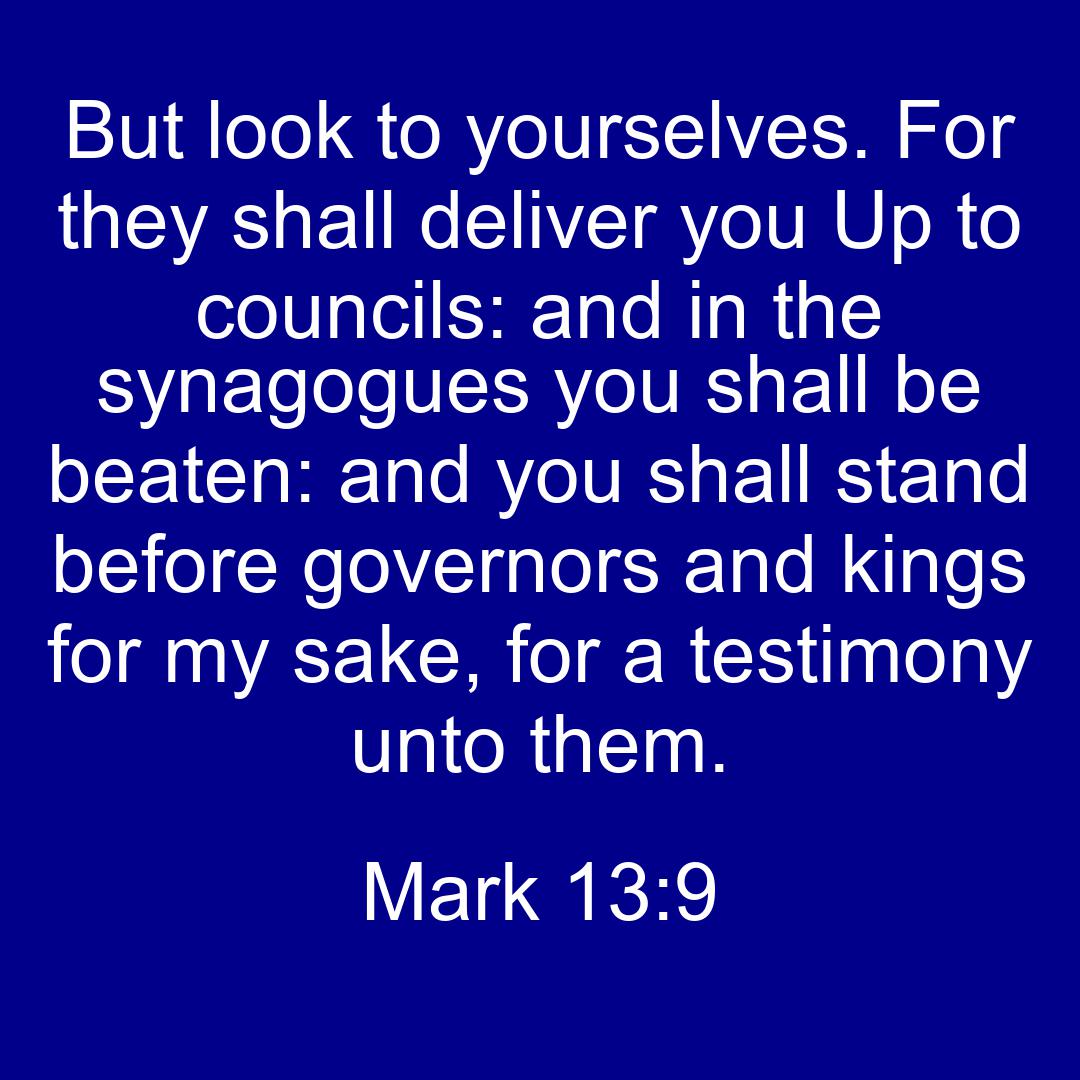 But look to yourselves. For
they shall deliver you Up to
councils: and in the
synagogues you shall be
beaten: and you shall stand
before governors and kings
for my sake, for a testimony
unto them.
Mark 13:9